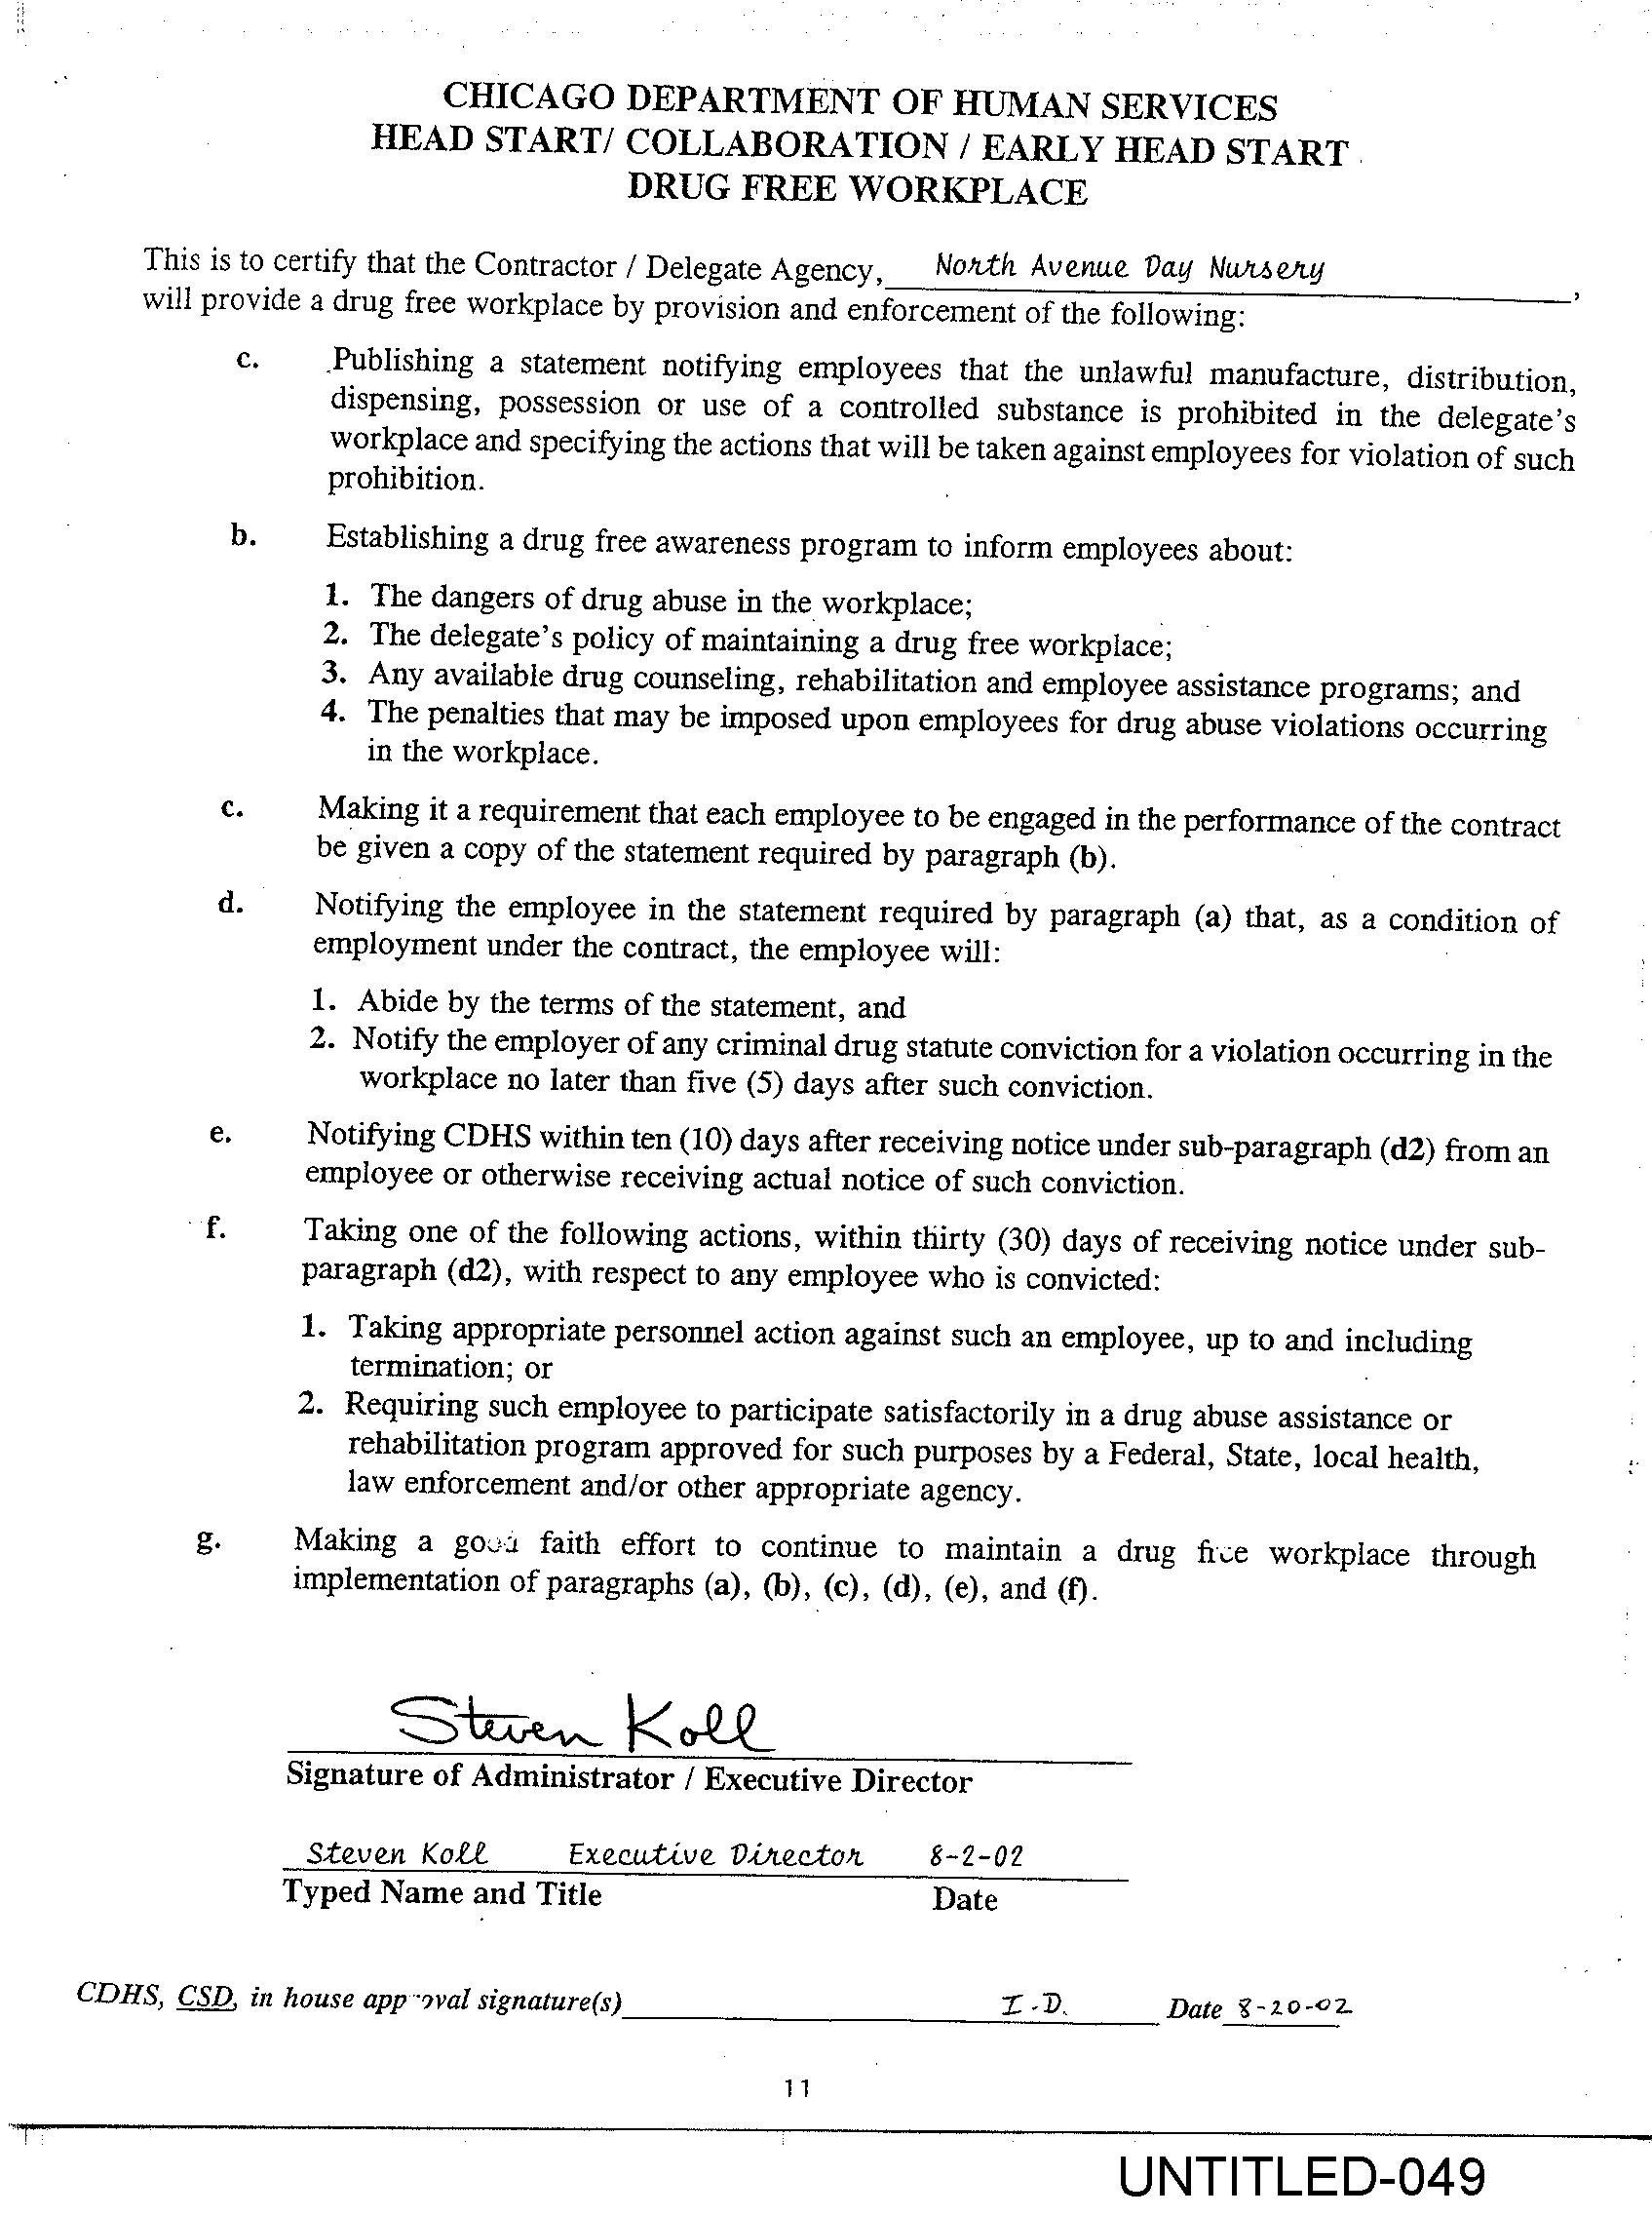 CHICAGO DEPARTMENT OF HUMAN SERVICES
HEAD START/ COLLABORATION / EARLY HEAD START
DRUG FREE WORKPLACE
This is to certify that the Contractor / Delegate Agency, North Avenue Day Nursery,
will provide a drug free workplace by provision and enforcement of the following:
c. Publishing a statement notifying employees that the unlawful manufacture, distribution,
dispensing, possession or use of a controlled substance is prohibited in the delegate's
workplace and specifying the actions that will be taken against employees for violation of such
prohibition.
b. Establishing a drug free awareness program to inform employees about:
1. The dangers of drug abuse in the workplace;
2. The delegate's policy of maintaining a drug free workplace;
3. Any available drug counseling, rehabilitation and employee assistance programs; and
4. The penalties that may be imposed upon employees for drug abuse violations occurring
in the workplace.
c. Making it a requirement that each employee to be engaged in the performance of the contract
be given a copy of the statement required by paragraph (b).
d. Notifying the employee in the statement required by paragraph (a) that, as a condition of
employment under the contract, the employee will:
1. Abide by the terms of the statement, and
2. Notify the employer of any criminal drug statute conviction for a violation occurring in the
workplace no later than five (5) days after such conviction.
e. Notifying CDHS within ten (10) days after receiving notice under sub-paragraph (d2) from an
employee or otherwise receiving actual notice of such conviction.
f. Taking one of the following actions, within thirty (30) days of receiving notice under sub-
paragraph (d2), with respect to any employee who is convicted:
1. Taking appropriate personnel action against such an employee, up to and including
termination; or
2. Requiring such employee to participate satisfactorily in a drug abuse assistance or
rehabilitation program approved for such purposes by a Federal, State, local health,
law enforcement and/or other appropriate agency.
g. Making a good faith effort to continue to maintain a drug free workplace through
implementation of paragraphs (a), (b), (c), (d), (e), and (f).
Steven Koll
Signature of Administrator / Executive Director
Steven Koll Executive Director 8-2-02
Typed Name and Title Date
CDHS, CSD, in house approval signature(s) I.D. Date 8-20-02
11
UNTITLED-049